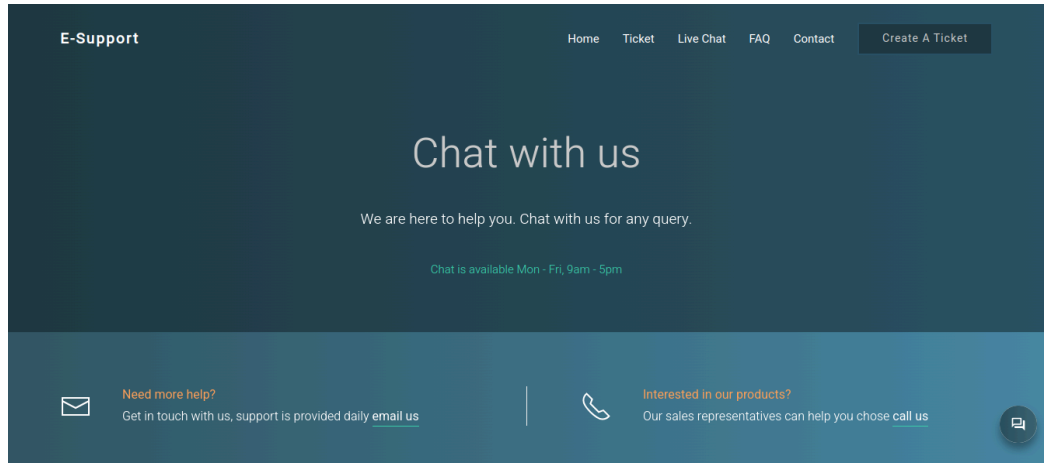 E-Support
Home Ticket Live Chat FAQ Contact Create A Ticket
Chat with us
We are here to help you. Chat with us for any query.
Chat is available Mon - Fri, 9am - 5pm
Need more help?
Get in touch with us, support is provided daily email us
Interested in our products?
Our sales representatives can help you chose call us